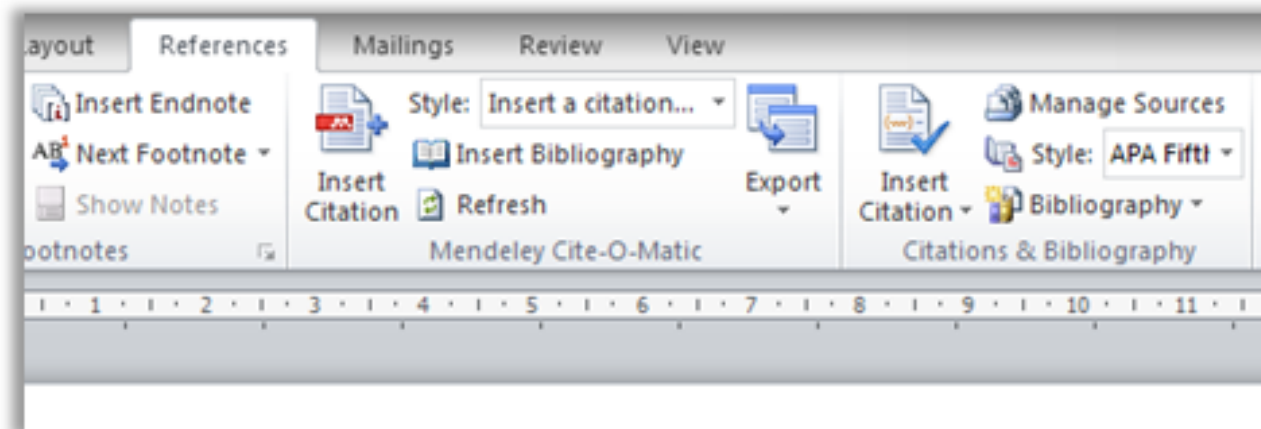 ayout References Mailings Review View
Insert Endnote
AB¹ Next Footnote
Show Notes
ootnotes
Insert
Citation
Style: Insert a citation...
Insert Bibliography
Refresh
Export
Mendeley Cite-O-Matic
Insert
Citation
Manage Sources
Style: APA Fifth
Bibliography
Citations & Bibliography
1 2 3 4 5 6 7 8 9 10 11